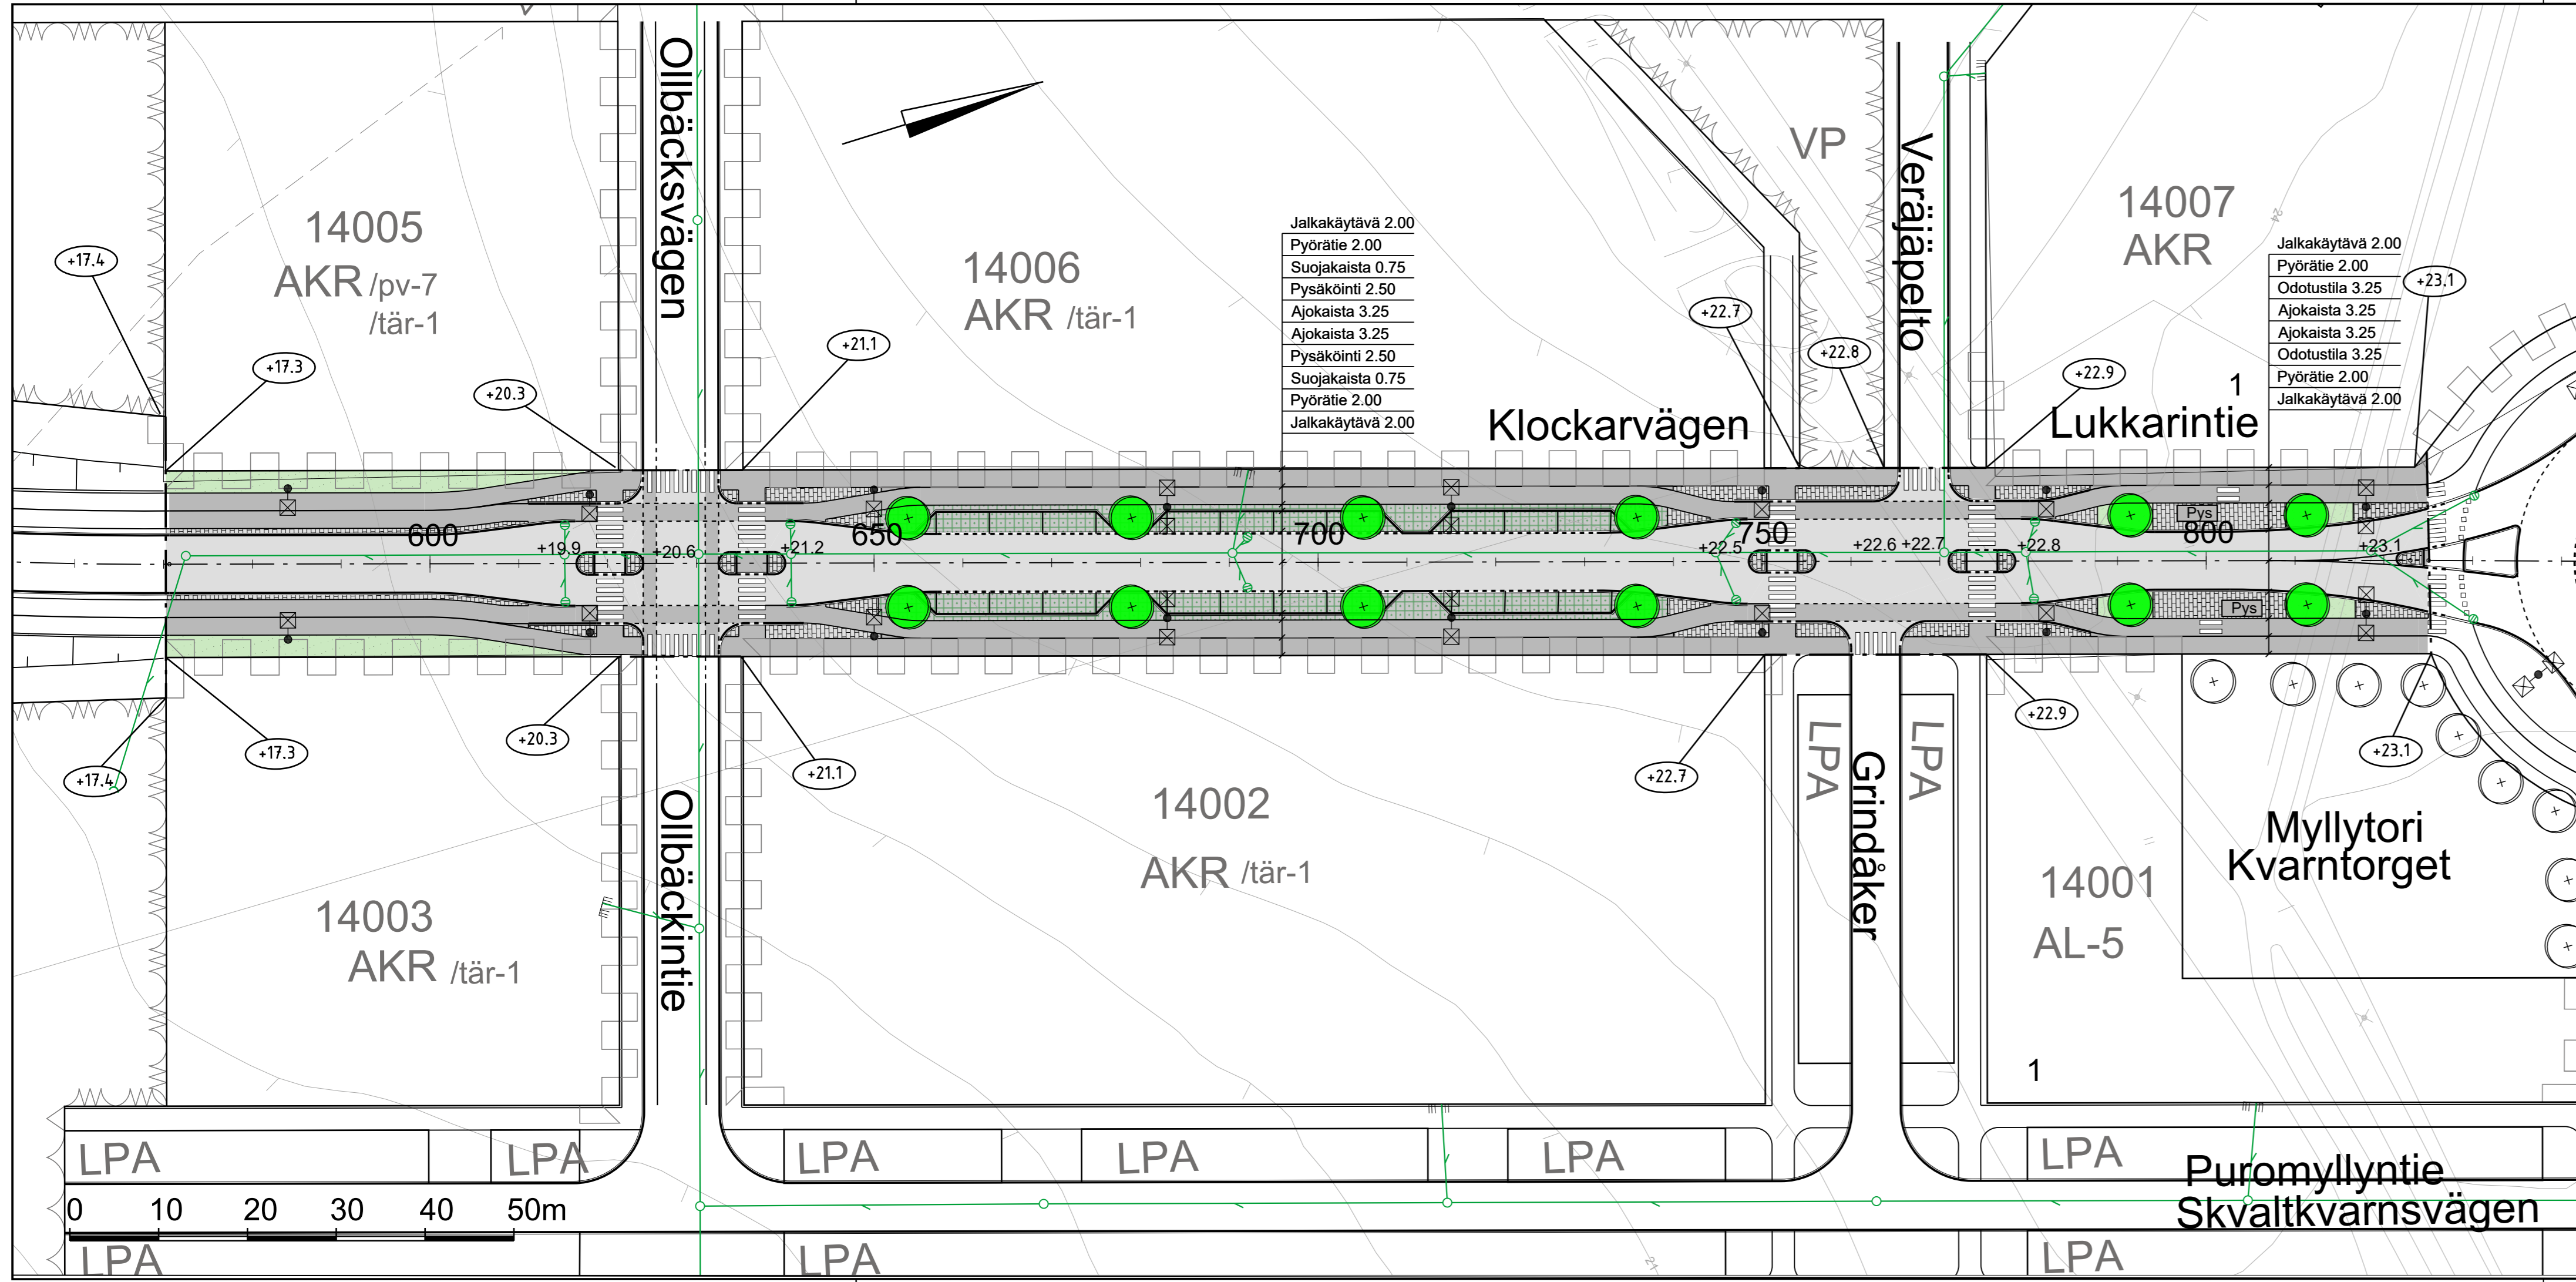 Ollbäcksvägen
14005
AKR /pv-7
/tär-1
14006
AKR /tär-1
VP
Veräjäpelto
14007
AKR
24
+17.4
+17.3
+20.3
+21.1
+22.7
+22.8
+22.9
+23.1
Jalkakäytävä 2.00
Pyörätie 2.00
Suojakaista 0.75
Pysäköinti 2.50
Ajokaista 3.25
Ajokaista 3.25
Pysäköinti 2.50
Suojakaista 0.75
Pyörätie 2.00
Jalkakäytävä 2.00
Jalkakäytävä 2.00
Pyörätie 2.00
Odotustila 3.25
Ajokaista 3.25
Ajokaista 3.25
Odotustila 3.25
Pyörätie 2.00
Jalkakäytävä 2.00
1
Klockarvägen
Lukkarintie
600
650
700
750
800
Pys
+19.9
+20.6
+21.2
+22.5
+22.6 +22.7
+22.8
+23.1
Pys
+17.4
+17.3
+20.3
+21.1
+22.7
+22.9
+23.1
14003
AKR /tär-1
Ollbäckintie
14002
AKR /tär-1
LPA
Grindåker
LPA
14001
AL-5
1
Myllytori
Kvarntorget
LPA
LPA
LPA
LPA
LPA
LPA
Puromyllyntie
Skvaltkvarnsvägen
0 10 20 30 40 50m
LPA
LPA
21
LPA